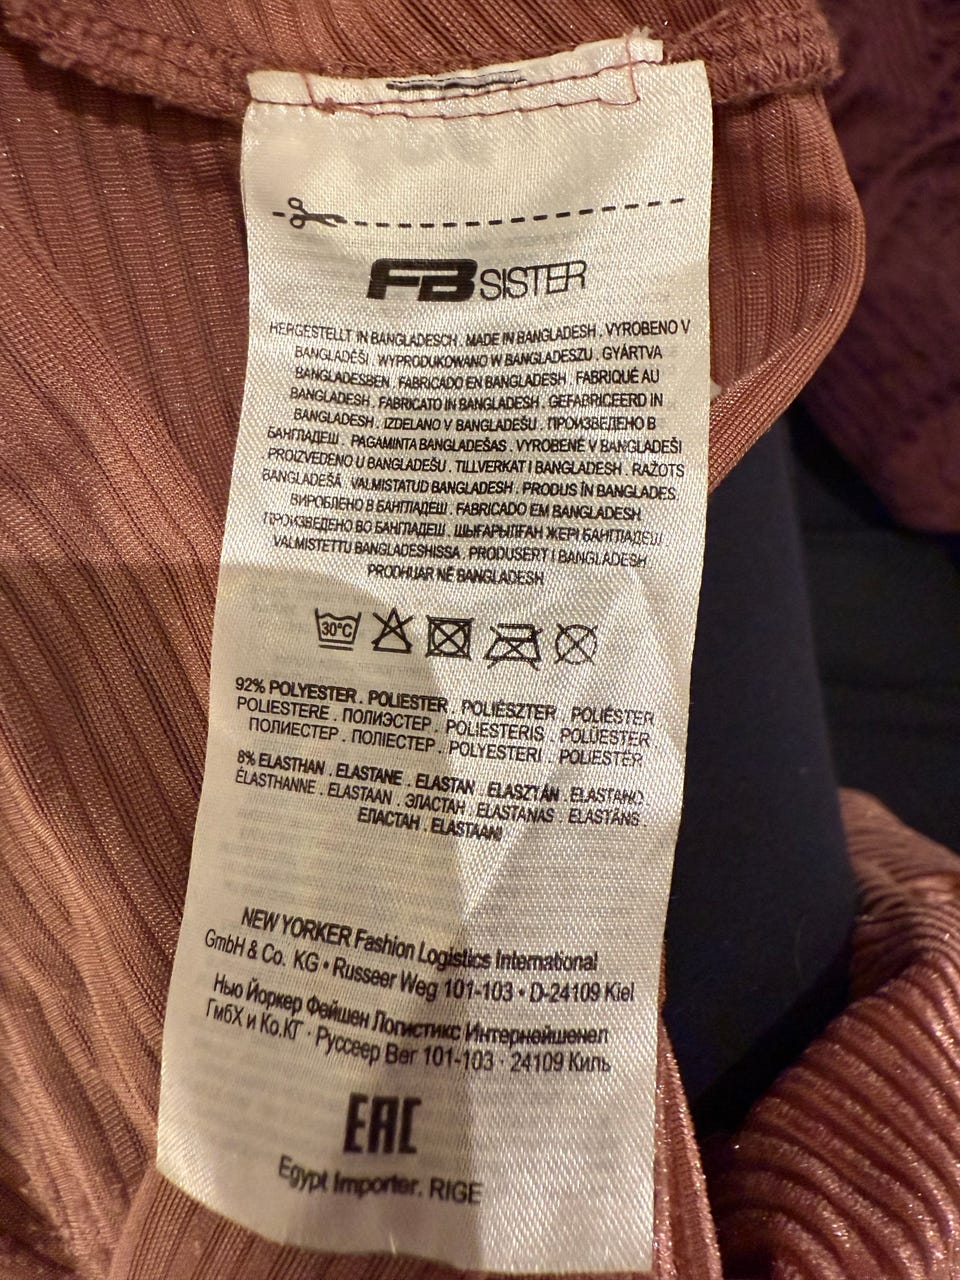 FB SISTER
HERGESTELLT IN BANGLADESCH . MADE IN BANGLADESH . VYROBENO V
BANGLADÉŠI . WYPRODUKOWANO W BANGLADESZU . GYÁRTVA
BANGLADESBEN . FABRICADO EN BANGLADESH . FABRIQUÉ AU
BANGLADESH . FABRICATO IN BANGLADESH . GEFABRICEERD IN
BANGLADESH . IZDELANO V BANGLADEŠU . ПРОИЗВЕДЕНО В
БАНГЛАДЕШ . PAGAMINTA BANGLADEŠAS . VYROBENÉ V BANGLADEŠI
PROIZVEDENO U BANGLADEŠU . TILLVERKAT I BANGLADESH . RAŽOTS
BANGLADEŠĀ . VALMISTATUD BANGLADESH . PRODUS ÎN BANGLADES
ВИРОБЛЕНО В БАНГЛАДЕШ . FABRICADO EM BANGLADESH
ПРОИЗВЕДЕНО ВО БАНГЛАДЕШ . ШЫҒАРЫЛҒАН ЖЕРІ БАНГЛАДЕШ
VALMISTETTU BANGLADESHISSA . PRODUSERT I BANGLADESH
PRODHUAR NË BANGLADESH
30°C
92% POLYESTER . POLIESTER . POLIÉSZTER . POLIÉSTER
POLIESTERE . ПОЛИЭСТЕР . POLIESTERIS . POLÜESTER
ПОЛИЕСТЕР . ПОЛІЕСТЕР . POLYESTERI . POLIESTËR
8% ELASTHAN . ELASTANE . ELASTAN . ELASZTÁN . ELASTANO .
ÉLASTHANNE . ELASTAAN . ЭЛАСТАН . ELASTANAS . ELASTĀNS .
ЕЛАСТАН . ELASTAANI
NEW YORKER Fashion Logistics International
GmbH & Co. KG • Russeer Weg 101-103 • D-24109 Kiel
Нью Йоркер Фейшен Логистикс Интернейшенел
ГмбХ и Ко.КГ · Руссеер Вег 101-103 · 24109 Киль
EAC
Egypt Importer. RIGE